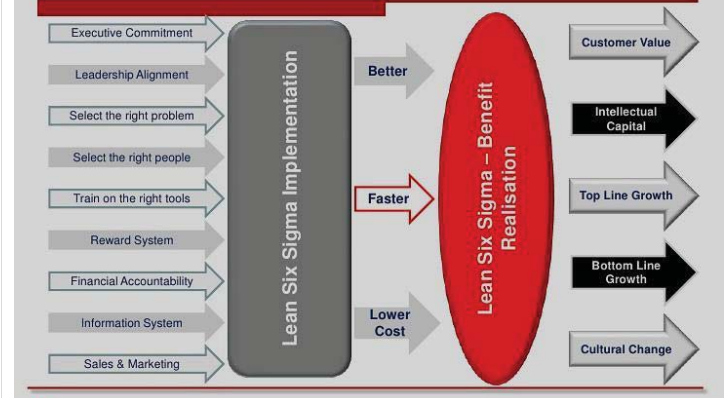 Executive Commitment
Leadership Alignment
Select the right problem
Select the right people
Train on the right tools
Reward System
Financial Accountability
Information System
Sales & Marketing
Lean Six Sigma Implementation
Better
Faster
Lower
Cost
Lean Six Sigma – Benefit
Realisation
Customer Value
Intellectual
Capital
Top Line Growth
Bottom Line
Growth
Cultural Change